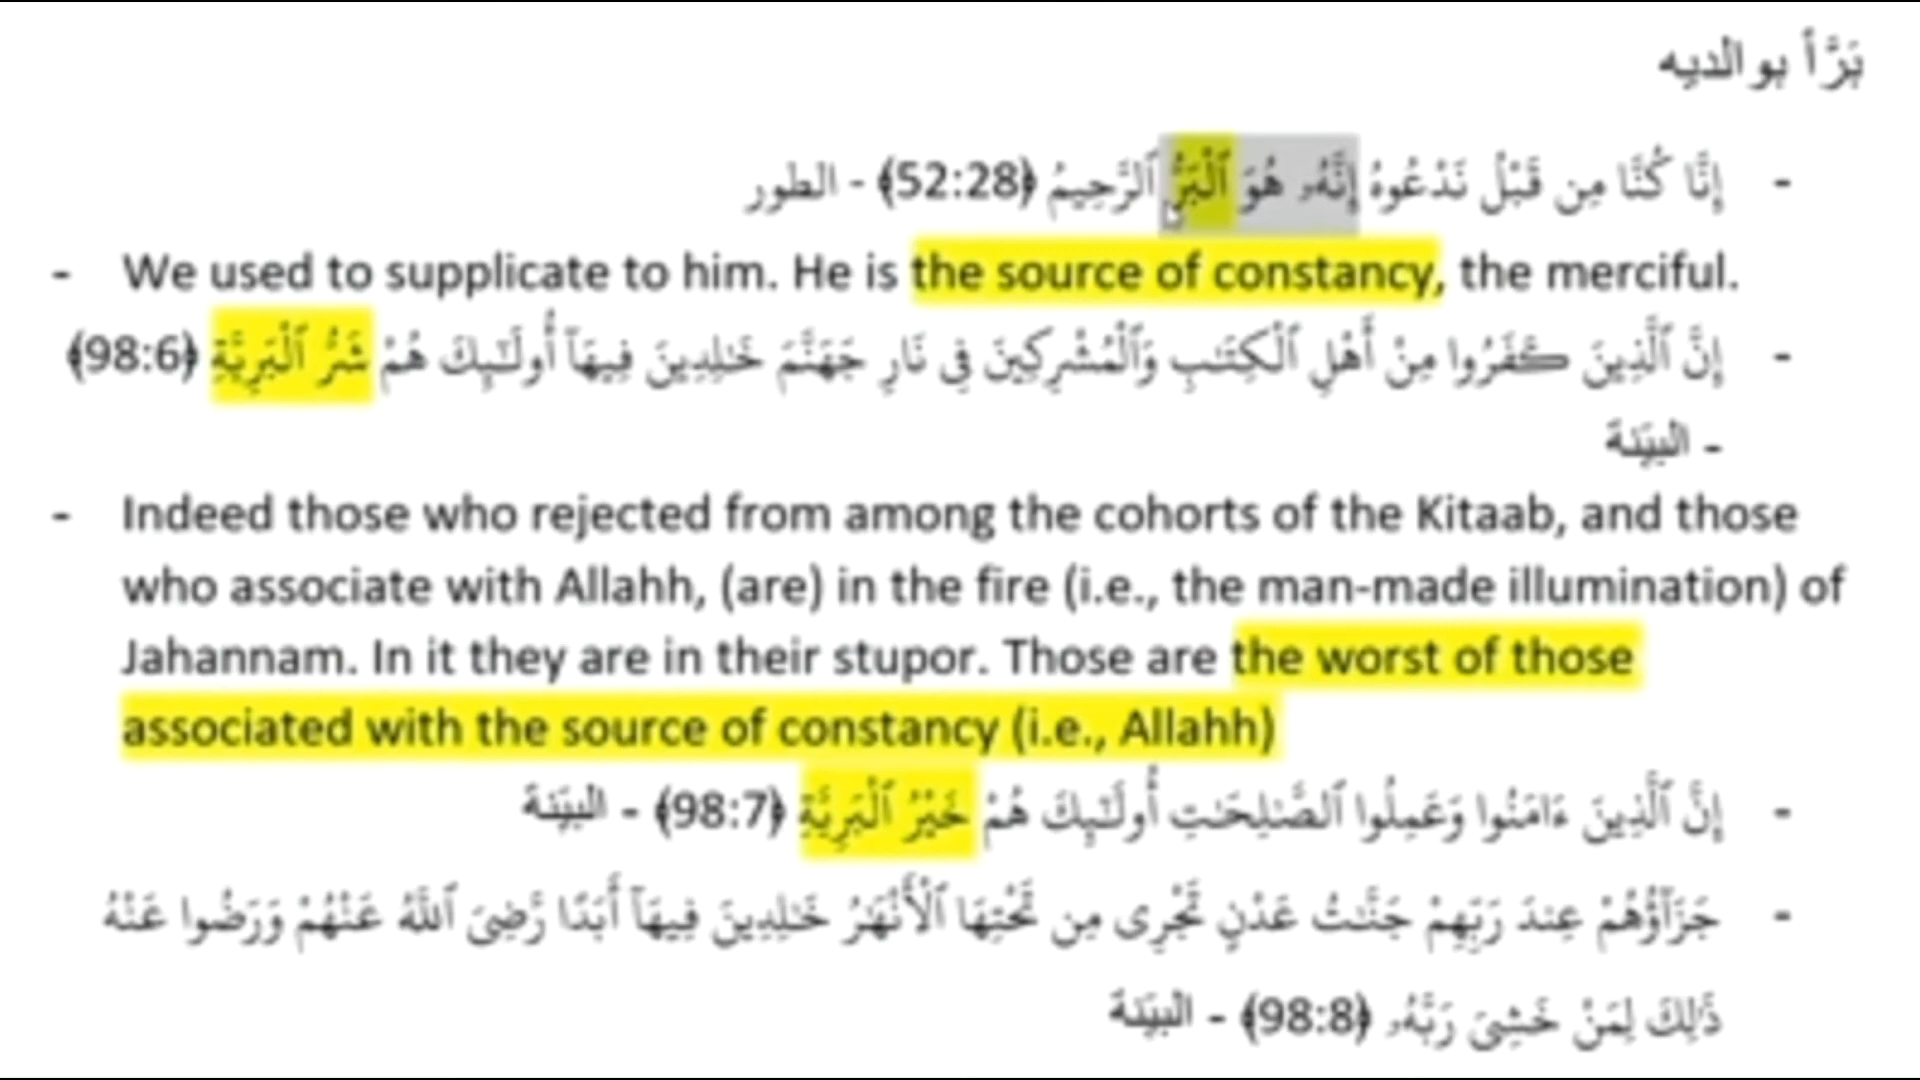 بَرَّاً بوالديه
- إِنَّا كُنَّا مِن قَبْلُ نَدْعُوهُ إِنَّهُۥ هُوَ ٱلْبَرُّ ٱلرَّحِيمُ ﴿52:28﴾ - الطور
- We used to supplicate to him. He is the source of constancy, the merciful.
- إِنَّ ٱلَّذِينَ كَفَرُوا مِنْ أَهْلِ ٱلْكِتَـٰبِ وَٱلْمُشْرِكِينَ فِى نَارِ جَهَنَّمَ خَـٰلِدِينَ فِيهَآ أُولَـٰئِكَ هُمْ شَرُّ ٱلْبَرِيَّةِ ﴿98:6﴾
- البيّنة
- Indeed those who rejected from among the cohorts of the Kitaab, and those
who associate with Allahh, (are) in the fire (i.e., the man-made illumination) of
Jahannam. In it they are in their stupor. Those are the worst of those
associated with the source of constancy (i.e., Allahh)
- إِنَّ ٱلَّذِينَ ءَامَنُوا وَعَمِلُوا ٱلصَّـٰلِحَـٰتِ أُولَـٰئِكَ هُمْ خَيْرُ ٱلْبَرِيَّةِ ﴿98:7﴾ - البيّنة
- جَزَآؤُهُمْ عِندَ رَبِّهِمْ جَنَّـٰتُ عَدْنٍ تَجْرِى مِن تَحْتِهَا ٱلْأَنْهَـٰرُ خَـٰلِدِينَ فِيهَآ أَبَدًا رَّضِىَ ٱللَّهُ عَنْهُمْ وَرَضُوا عَنْهُ
ذَٰلِكَ لِمَنْ خَشِىَ رَبَّهُۥ ﴿98:8﴾ - البيّنة